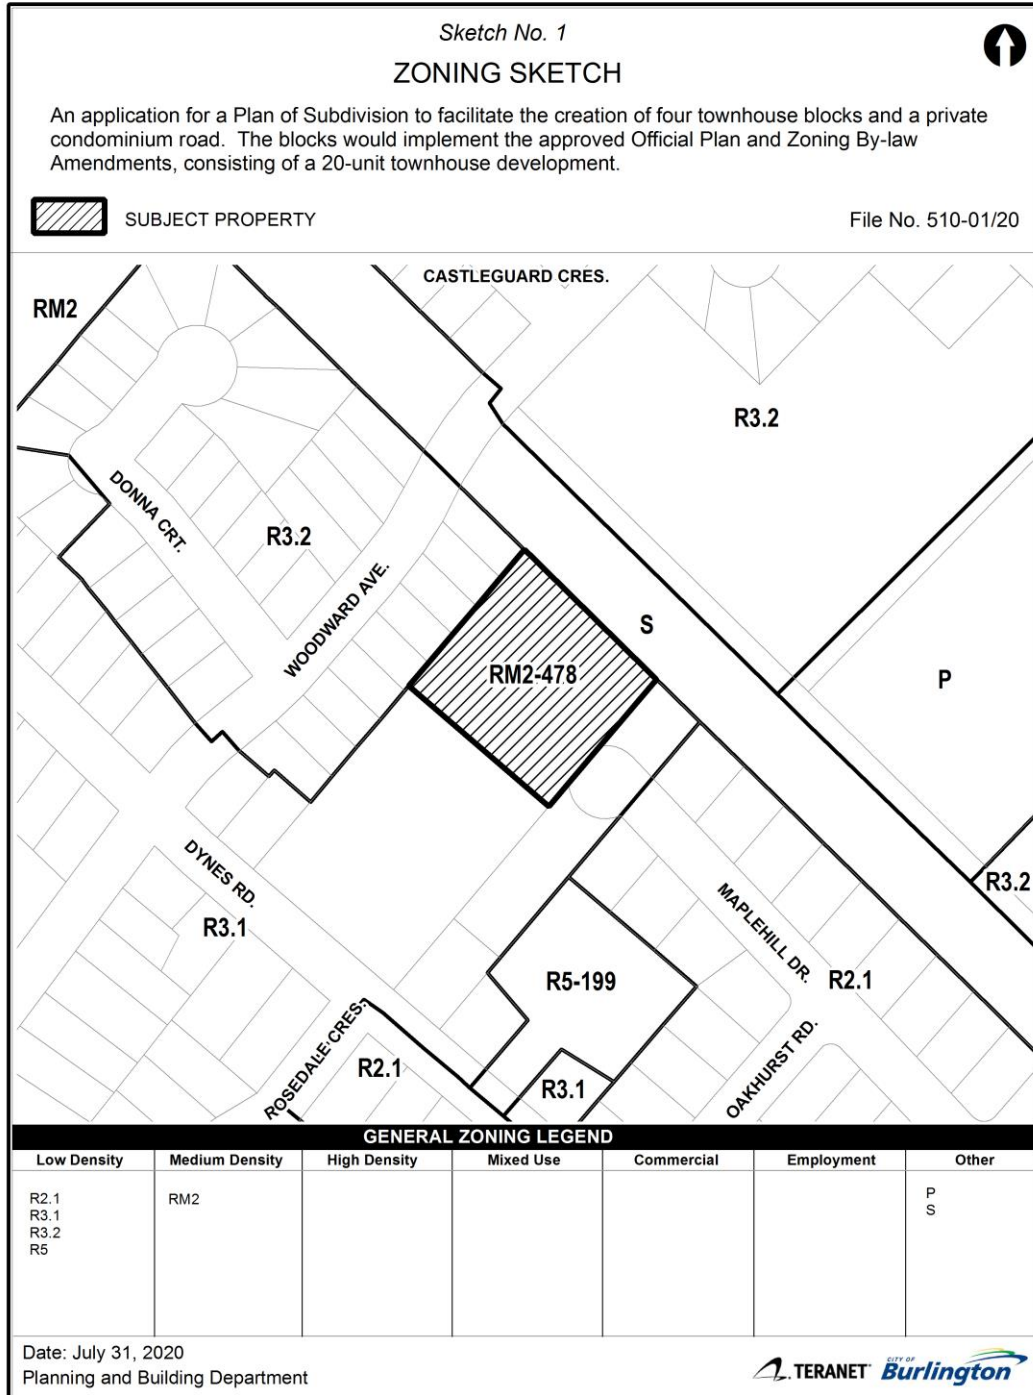 Sketch No. 1
ZONING SKETCH
An application for a Plan of Subdivision to facilitate the creation of four townhouse blocks and a private
condominium road. The blocks would implement the approved Official Plan and Zoning By-law
Amendments, consisting of a 20-unit townhouse development.
SUBJECT PROPERTY
File No. 510-01/20
CASTLEGUARD CRES.
RM2
R3.2
DONNA CRT.
R3.2
WOODWARD AVE.
S
RM2-478
P
DYNES RD.
R3.2
MAPLEHILL DR.
R3.1
R5-199
R2.1
OAKHURST RD.
ROSEDALE CRES.
R2.1
R3.1
GENERAL ZONING LEGEND
Low Density
Medium Density
High Density
Mixed Use
Commercial
Employment
Other
R2.1
R3.1
R3.2
R5
RM2
P
S
Date: July 31, 2020
Planning and Building Department
TERANET
CITY OF
Burlington